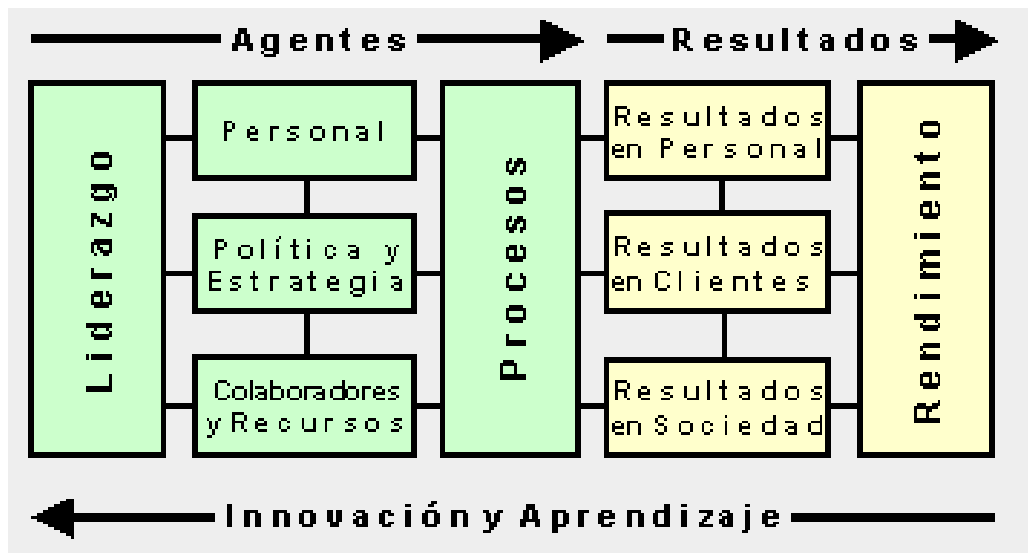 Agentes
Resultados
Liderazgo
Personal
Política y
Estrategia
Colaboradores
y Recursos
Procesos
Resultados
en Personal
Resultados
en Clientes
Resultados
en Sociedad
Rendimiento
Innovación y Aprendizaje